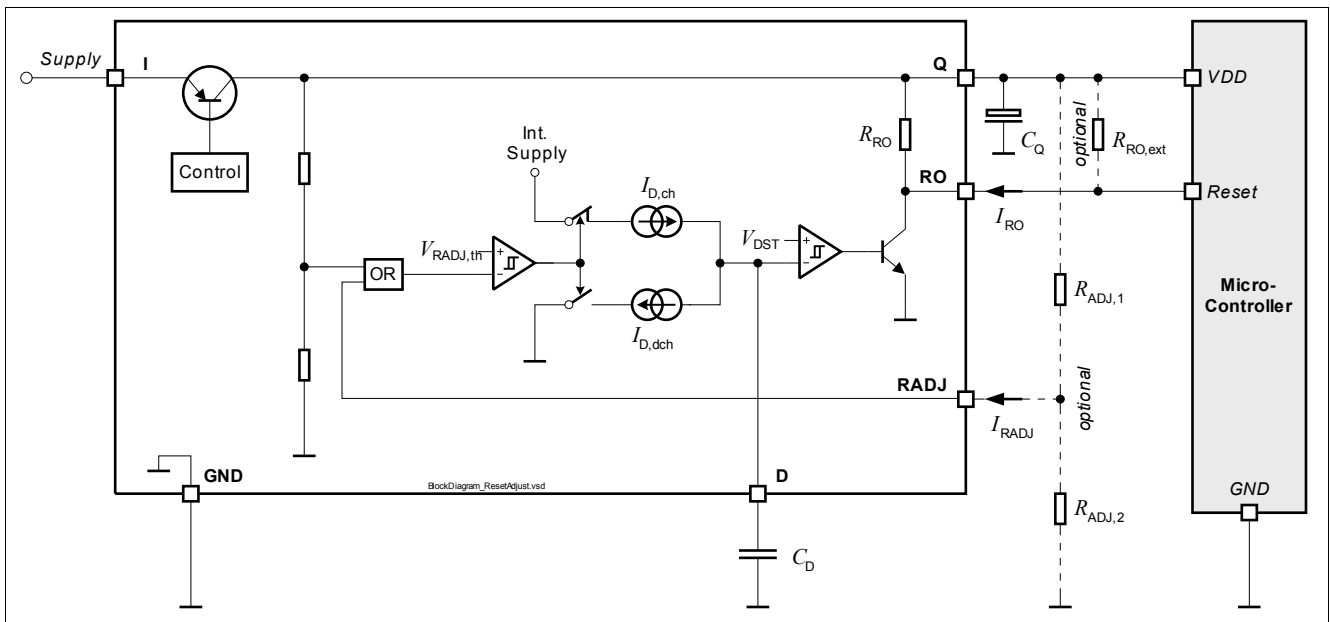 Supply
I
Q
VDD
Control
Int.
Supply
I_D,ch
R_RO
C_Q
optional
R_RO,ext
RO
I_RO
Reset
V_RADJ,th
+
−
OR
V_DST
+
−
I_D,dch
R_ADJ,1
Micro-
Controller
RADJ
I_RADJ
optional
GND
D
BlockDiagram_ResetAdjust.vsd
R_ADJ,2
GND
C_D